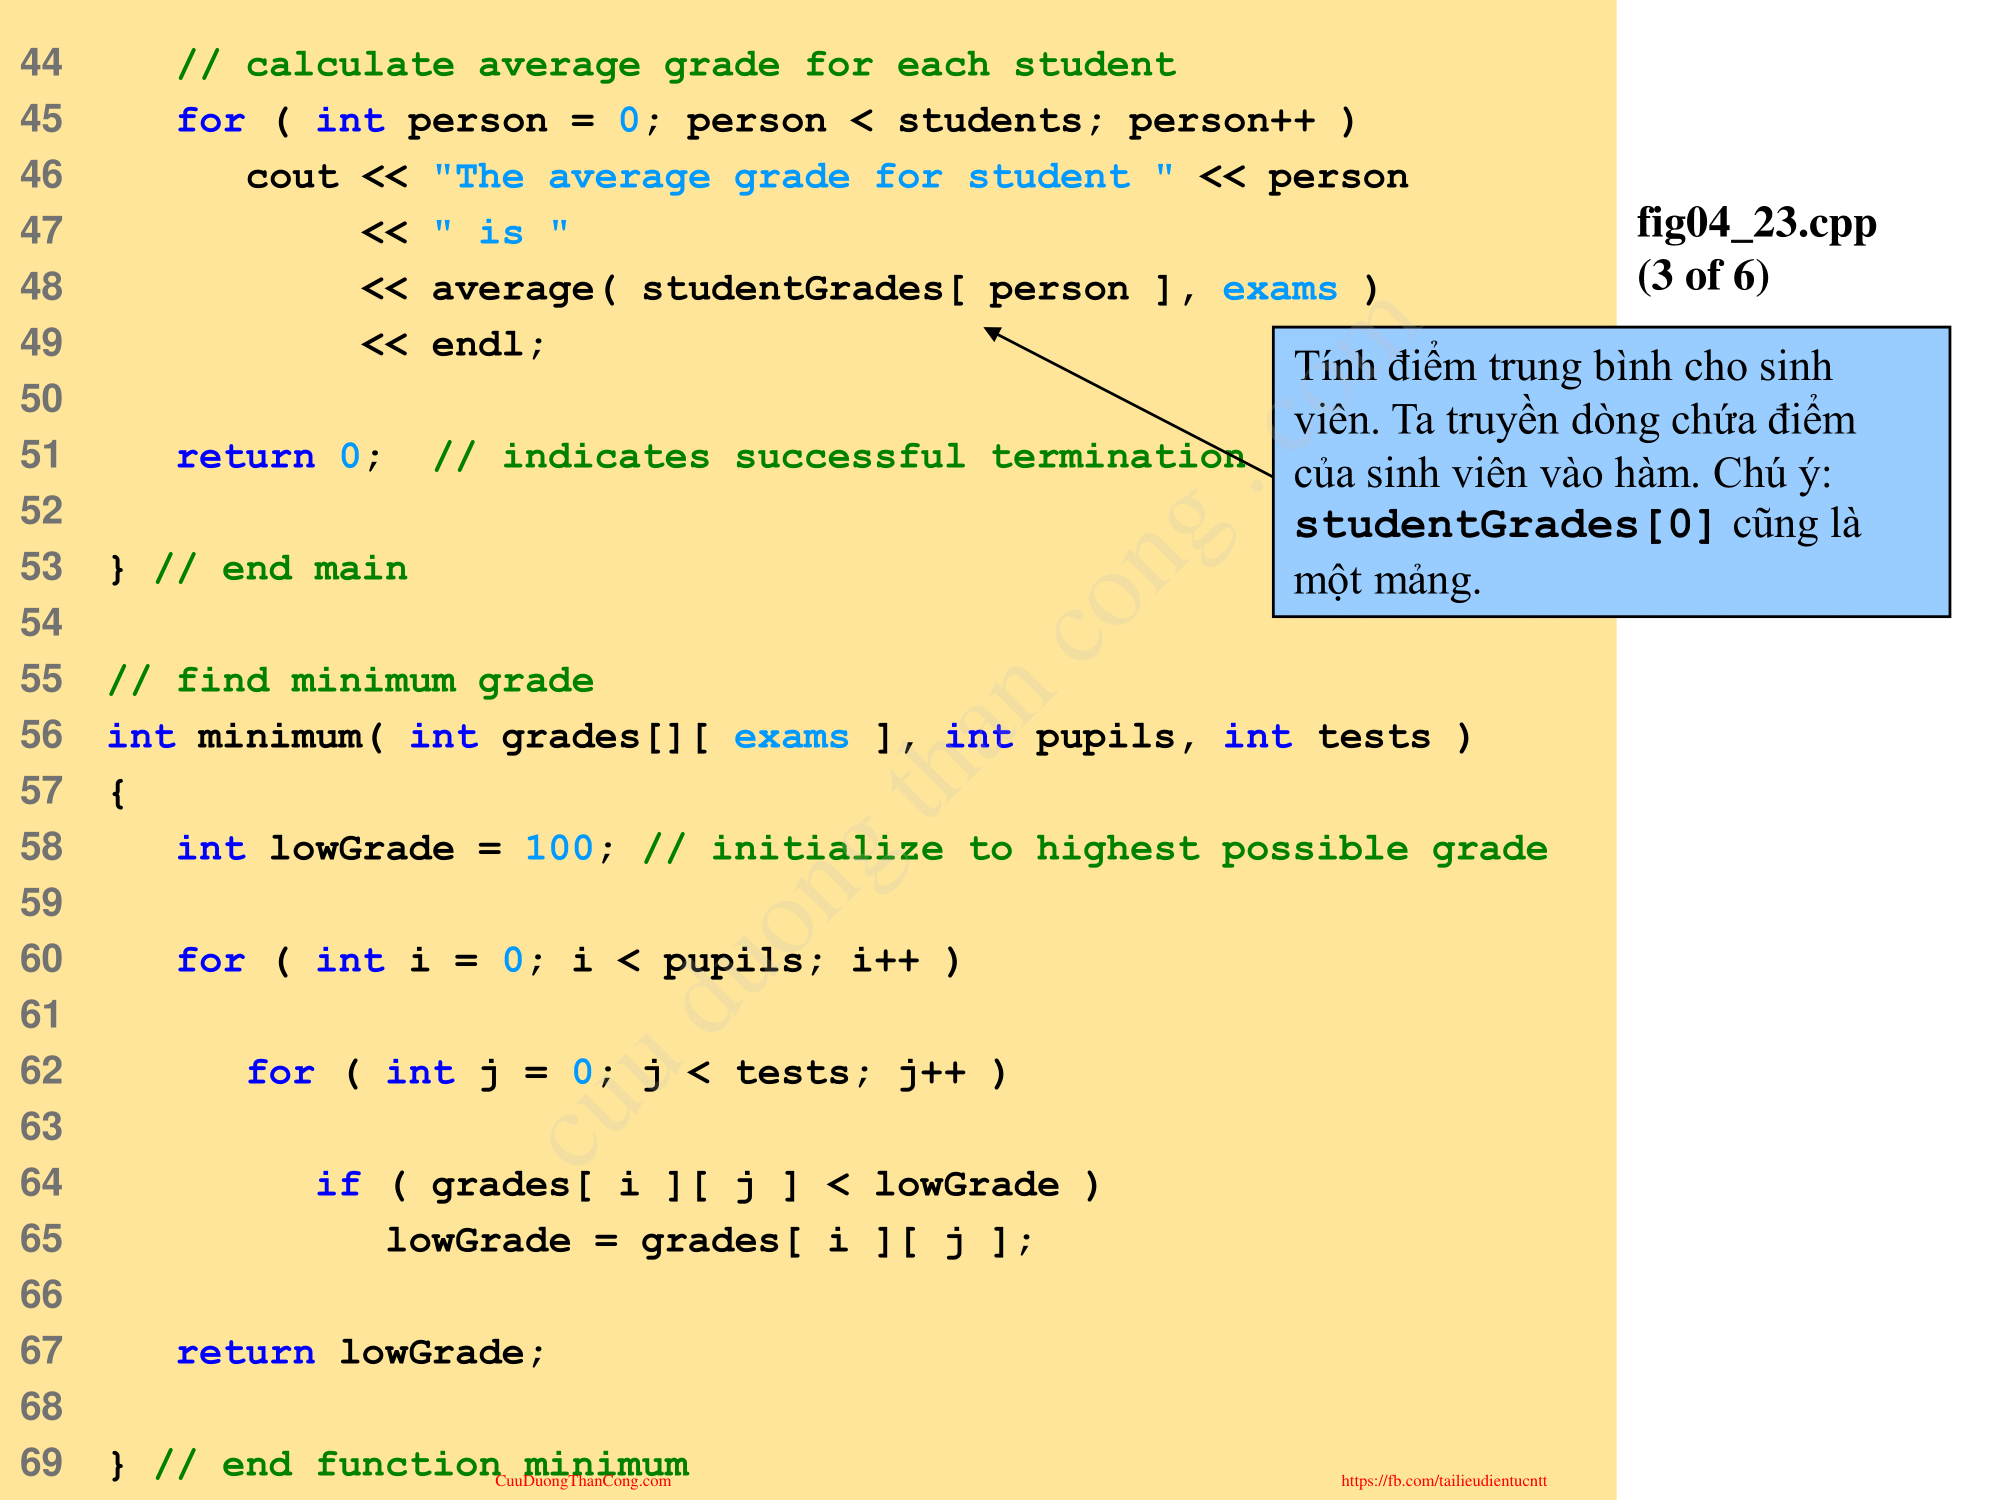 44 // calculate average grade for each student
45 for ( int person = 0; person < students; person++ )
46 cout << "The average grade for student " << person
47 << " is "
48 << average( studentGrades[ person ], exams )
49 << endl;
50
51 return 0; // indicates successful termination
52
53 } // end main
54
55 // find minimum grade
56 int minimum( int grades[][ exams ], int pupils, int tests )
57 {
58 int lowGrade = 100; // initialize to highest possible grade
59
60 for ( int i = 0; i < pupils; i++ )
61
62 for ( int j = 0; j < tests; j++ )
63
64 if ( grades[ i ][ j ] < lowGrade )
65 lowGrade = grades[ i ][ j ];
66
67 return lowGrade;
68
69 } // end function minimum
fig04_23.cpp
(3 of 6)
Tính điểm trung bình cho sinh
viên. Ta truyền dòng chứa điểm
của sinh viên vào hàm. Chú ý:
studentGrades[0] cũng là
một mảng.
cuu duong than cong . com
CuuDuongThanCong.com
https://fb.com/tailieudientucntt